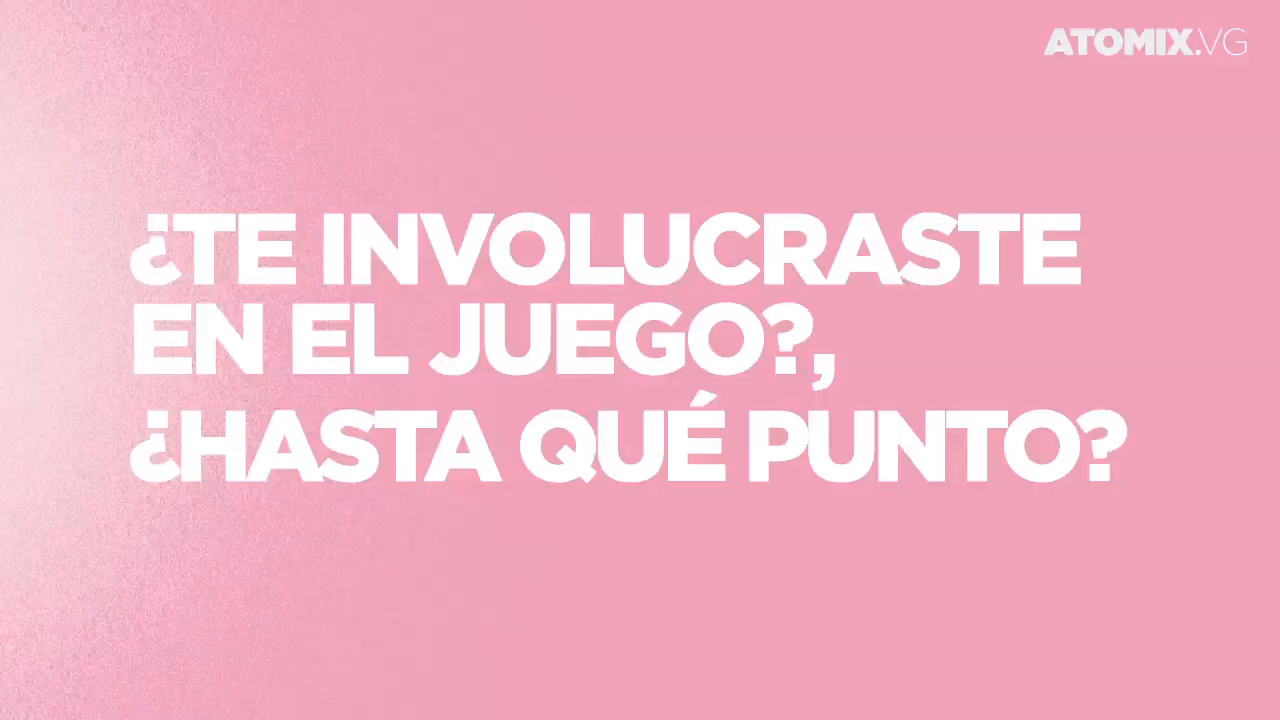 ATOMIX.VG
¿TE INVOLUCRASTE
EN EL JUEGO?,
¿HASTA QUÉ PUNTO?